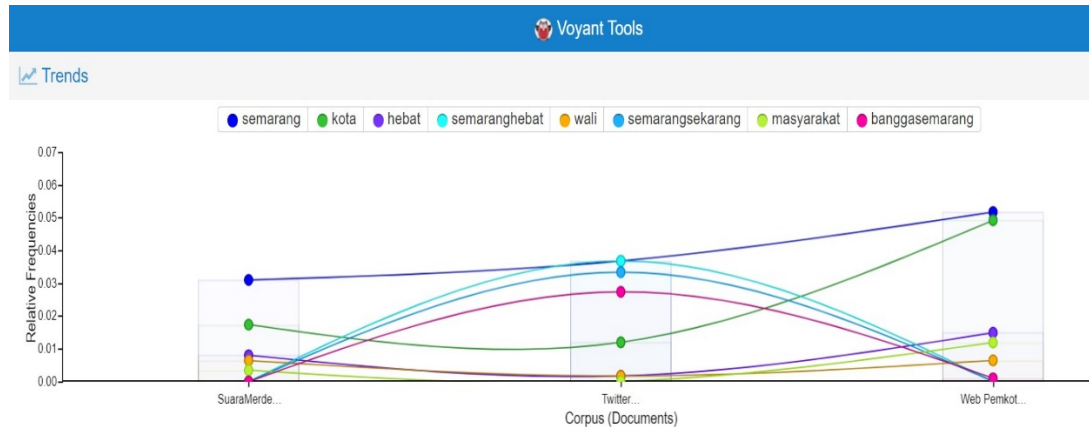 Voyant Tools
Trends
semarang kota hebat semaranghebat wali semarangsekarang masyarakat banggasemarang
0.07
0.06
0.05
0.04
0.03
0.02
0.01
0.00
Relative Frequencies
SuaraMerde... Twitter... Web Pemkot...
Corpus (Documents)